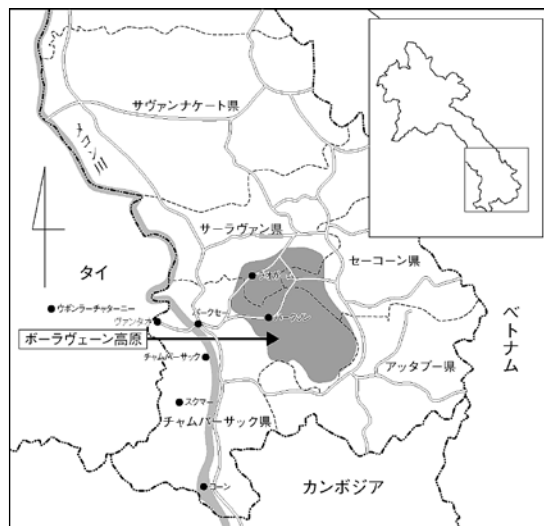 サヴァンナケート県
メコン川
サーラヴァン県
タイ
セーコーン県
ベトナム
ウボンラーチャターニー
ヴァンタオ
パークセー
パークソン
ボーラヴェーン高原
チャムパーサック
アッタプー県
スクマー
チャムパーサック県
コーン
カンボジア